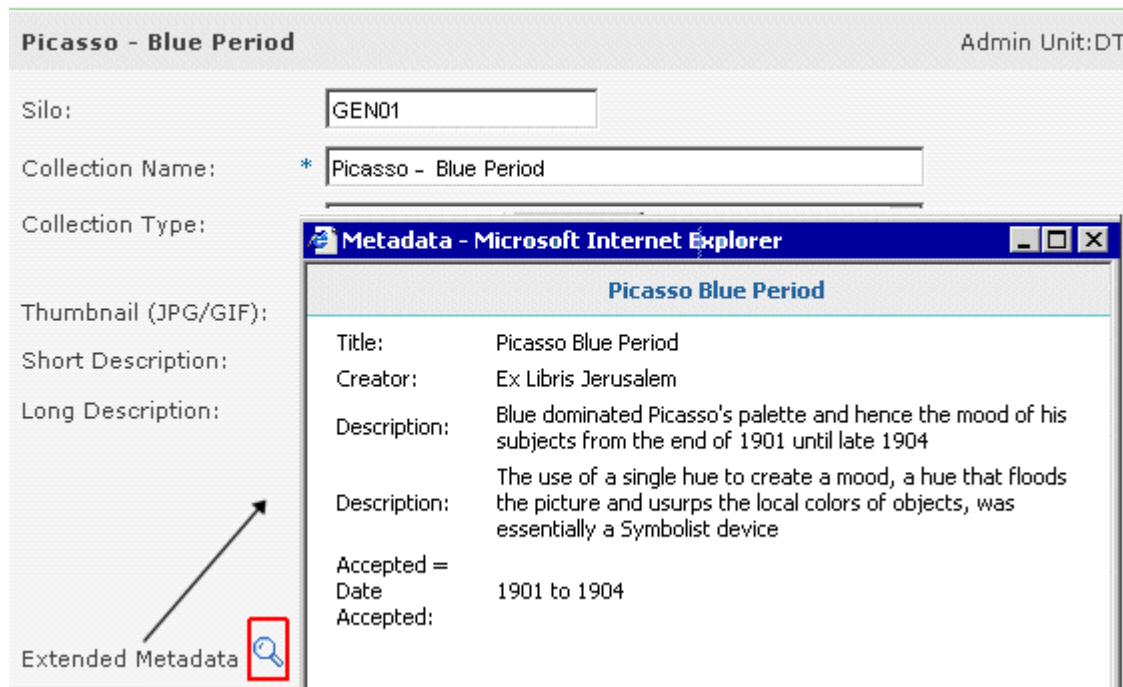 Picasso - Blue Period Admin Unit:DT
Silo: GEN01
Collection Name: * Picasso - Blue Period
Collection Type:
Metadata - Microsoft Internet Explorer
Picasso Blue Period
Thumbnail (JPG/GIF):
Short Description:
Long Description:
Title: Picasso Blue Period
Creator: Ex Libris Jerusalem
Description: Blue dominated Picasso's palette and hence the mood of his
subjects from the end of 1901 until late 1904
Description: The use of a single hue to create a mood, a hue that floods
the picture and usurps the local colors of objects, was
essentially a Symbolist device
Accepted =
Date
Accepted: 1901 to 1904
Extended Metadata